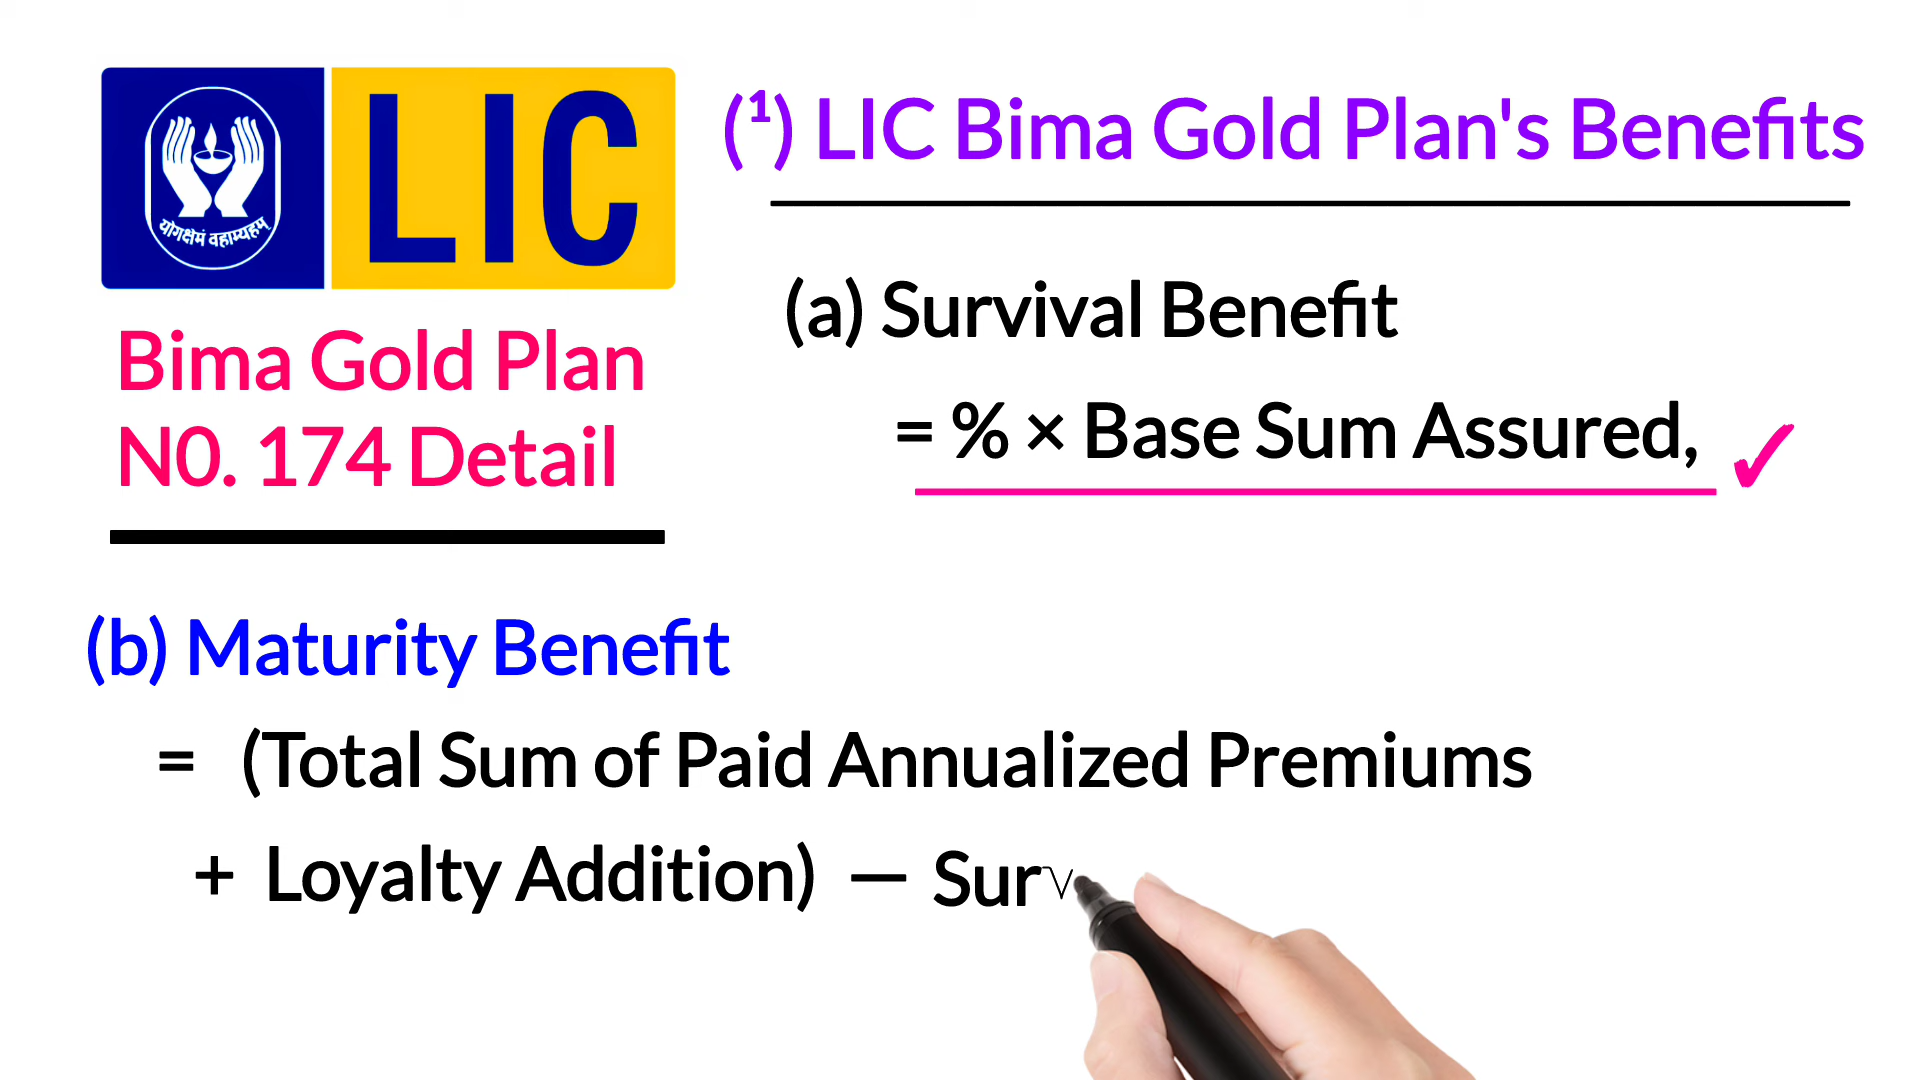 योगक्षेमं वहाम्यहम्
LIC
Bima Gold Plan
N0. 174 Detail
(¹) LIC Bima Gold Plan's Benefits
(a) Survival Benefit
= % × Base Sum Assured, ✓
(b) Maturity Benefit
= (Total Sum of Paid Annualized Premiums
+ Loyalty Addition) — Surv